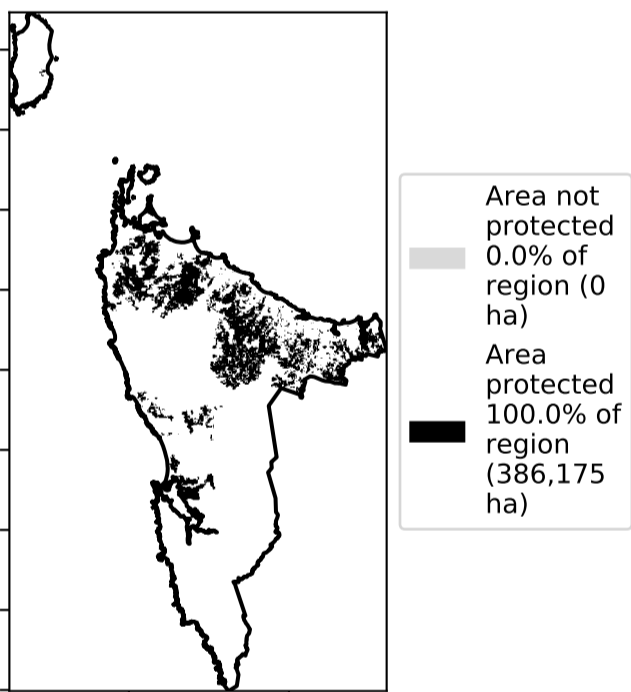 Area not
protected
0.0% of
region (0
ha)
Area
protected
100.0% of
region
(386,175
ha)